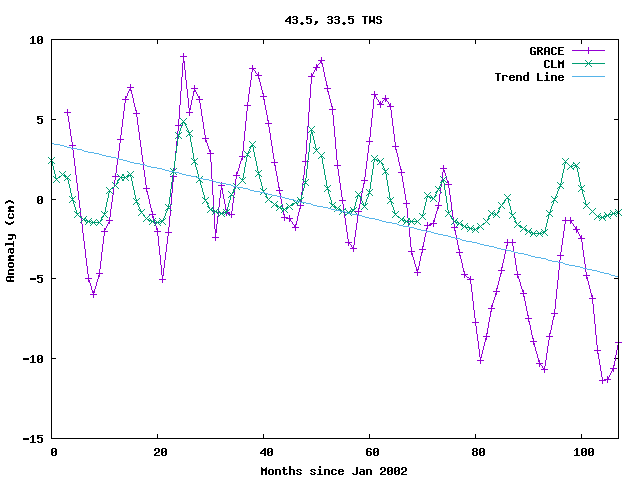 43.5, 33.5 TWS
GRACE
CLM
Trend Line
10
5
0
-5
-10
-15
Anomaly (cm)
0 20 40 60 80 100
Months since Jan 2002